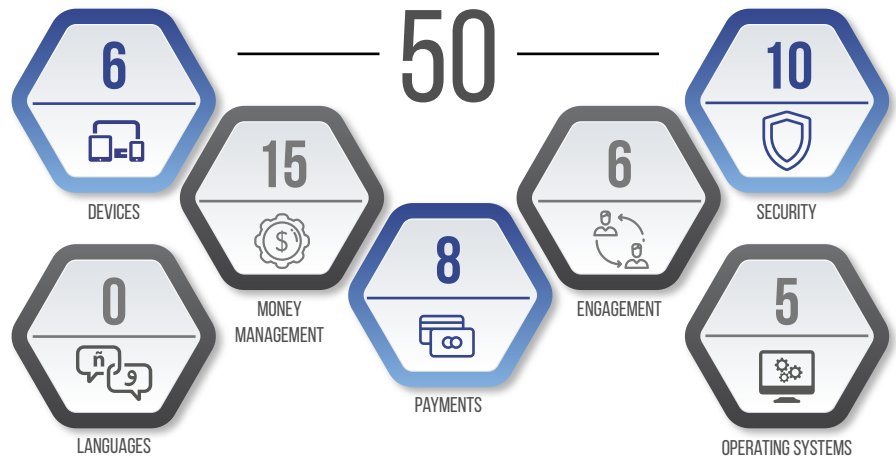 50
6
DEVICES
15
MONEY
MANAGEMENT
8
PAYMENTS
6
ENGAGEMENT
10
SECURITY
0
ñ
و
LANGUAGES
$
5
OPERATING SYSTEMS